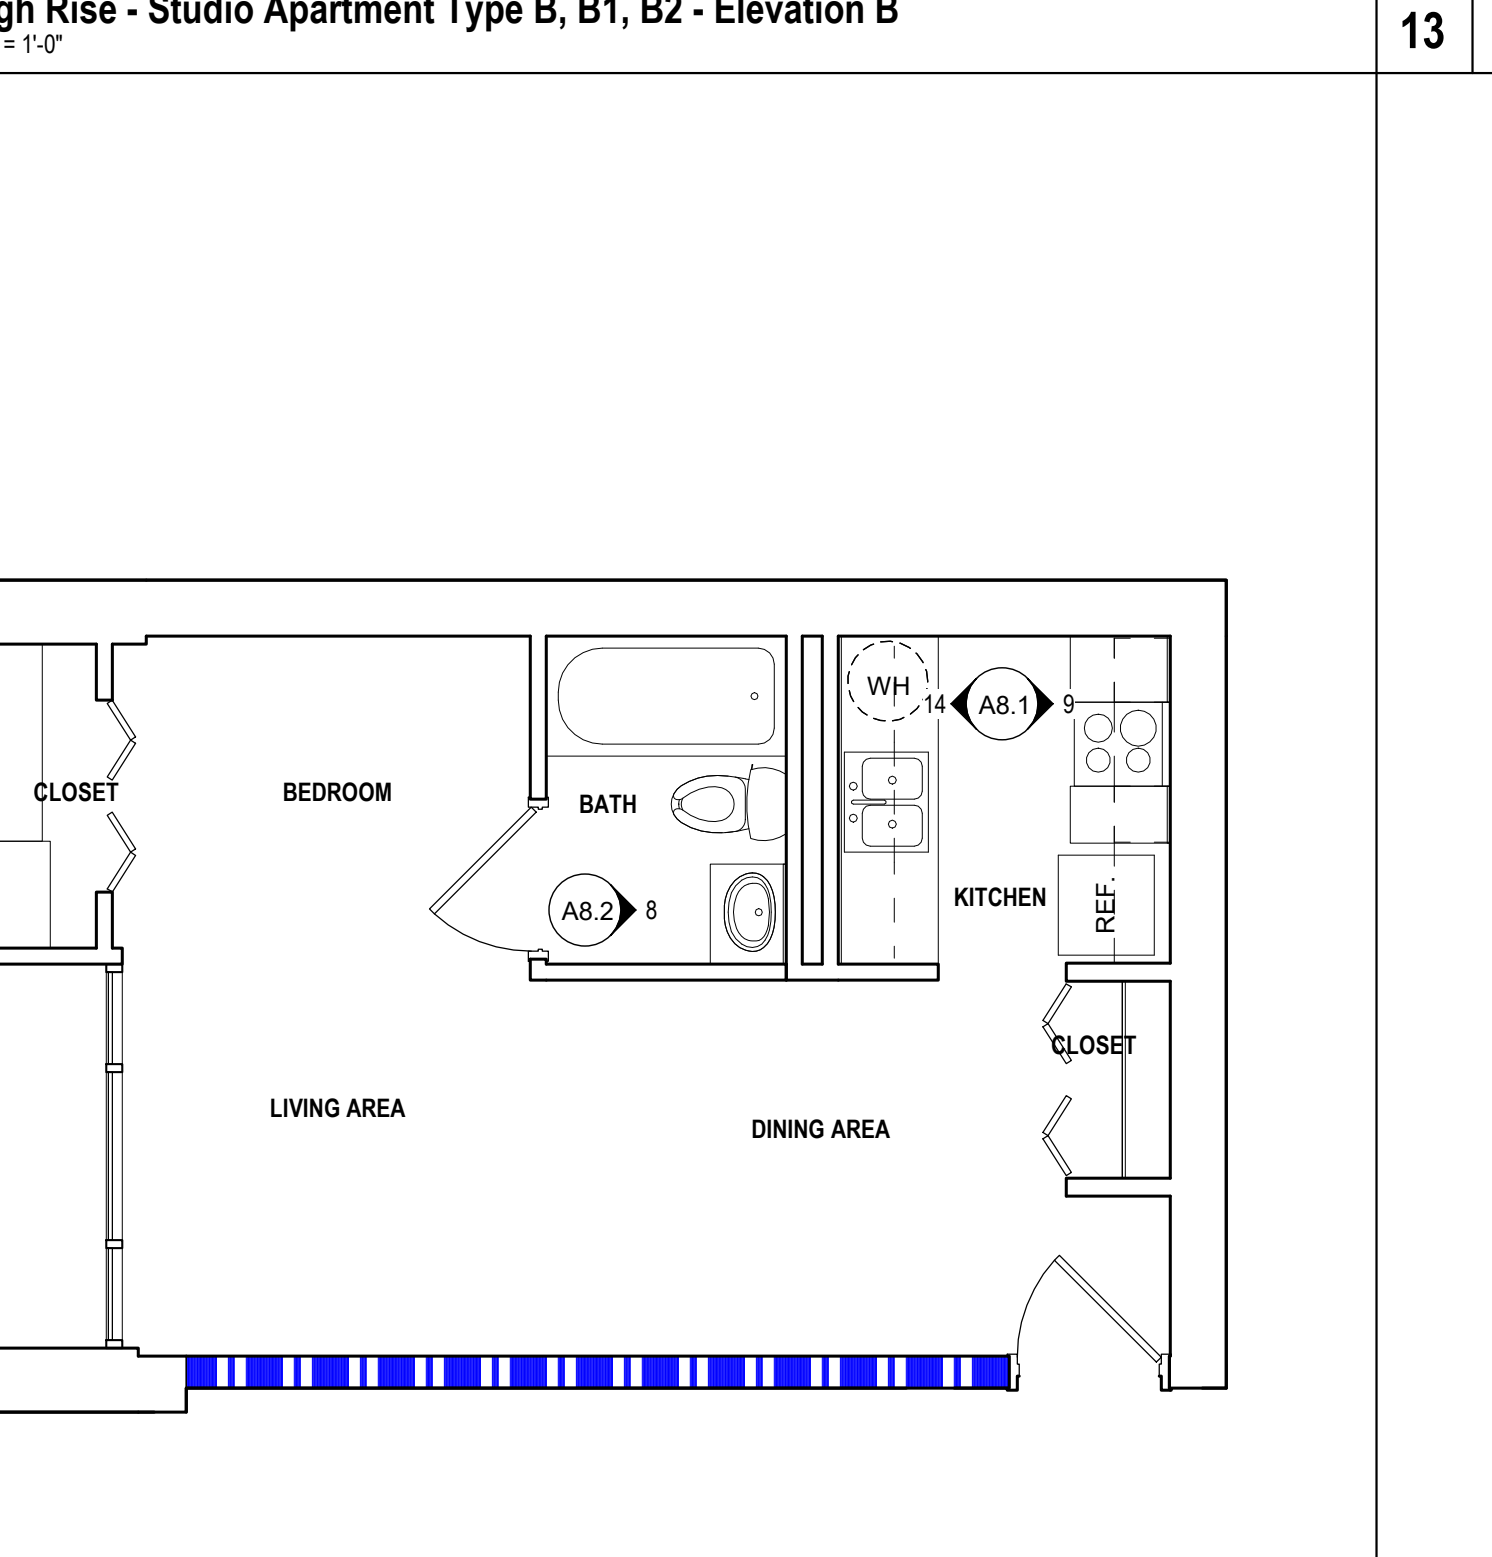 gh Rise - Studio Apartment Type B, B1, B2 - Elevation B
= 1'-0"
13
WH
14
A8.1
9
CLOSET
BEDROOM
BATH
KITCHEN
REF.
A8.2
8
CLOSET
LIVING AREA
DINING AREA